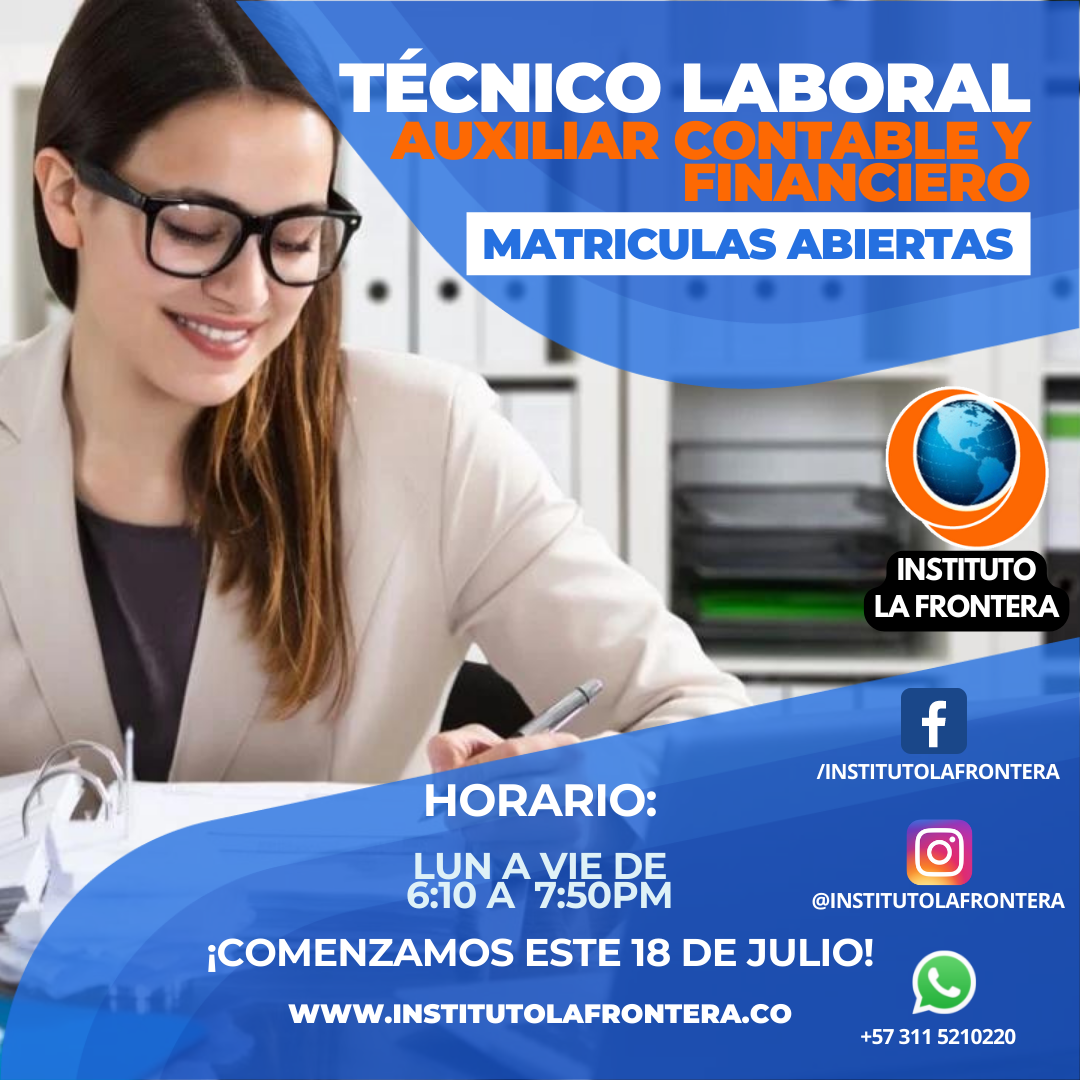 TÉCNICO LABORAL
AUXILIAR CONTABLE Y
FINANCIERO
MATRICULAS ABIERTAS
INSTITUTO
LA FRONTERA
/INSTITUTOLAFRONTERA
@INSTITUTOLAFRONTERA
+57 311 5210220
HORARIO:
LUN A VIE DE
6:10 A 7:50PM
¡COMENZAMOS ESTE 18 DE JULIO!
WWW.INSTITUTOLAFRONTERA.CO